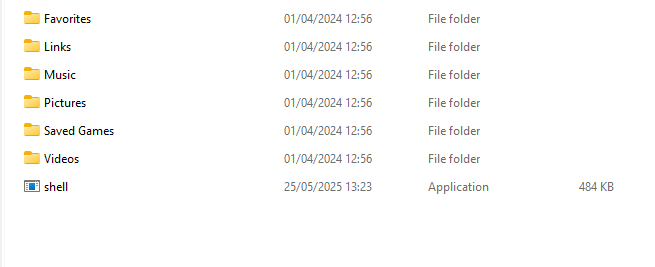 Favorites 01/04/2024 12:56 File folder
Links 01/04/2024 12:56 File folder
Music 01/04/2024 12:56 File folder
Pictures 01/04/2024 12:56 File folder
Saved Games 01/04/2024 12:56 File folder
Videos 01/04/2024 12:56 File folder
shell 25/05/2025 13:23 Application 484 KB